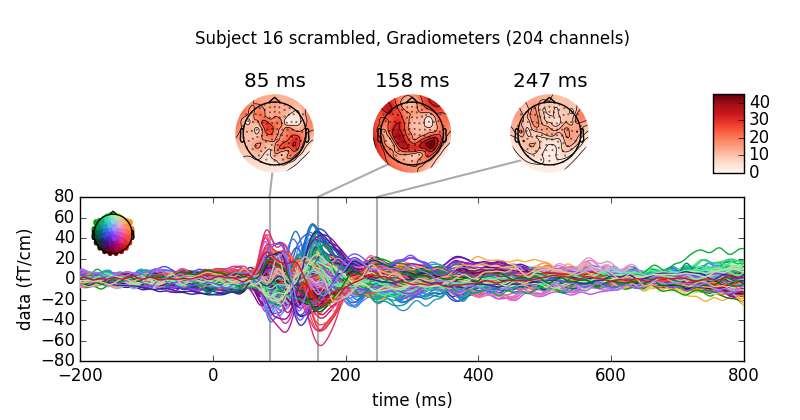 Subject 16 scrambled, Gradiometers (204 channels)
85 ms 158 ms 247 ms
40
30
20
10
0
80
60
40
20
0
−20
−40
−60
−80
data (fT/cm)
−200 0 200 400 600 800
time (ms)